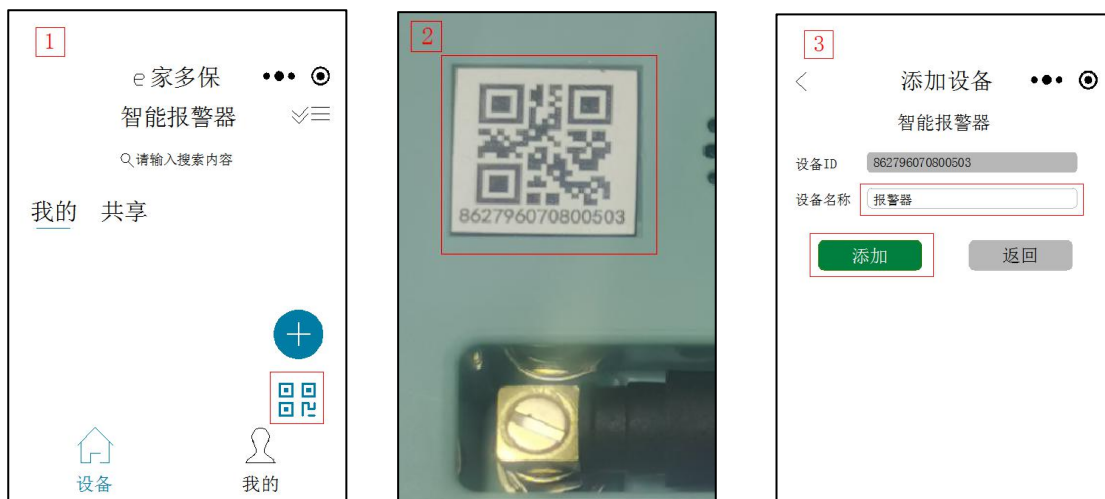 1
e家多保
智能报警器
请输入搜索内容
我的 共享
设备 我的
2
862796070800503
3
添加设备
智能报警器
设备ID 862796070800503
设备名称 报警器
添加 返回